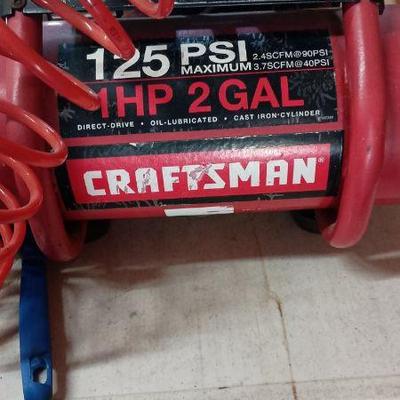 125 PSI 2.4SCFM@90PSI
MAXIMUM 3.7SCFM@40PSI
1HP 2 GAL
DIRECT-DRIVE • OIL-LUBRICATED • CAST IRON CYLINDER
CRAFTSMAN®